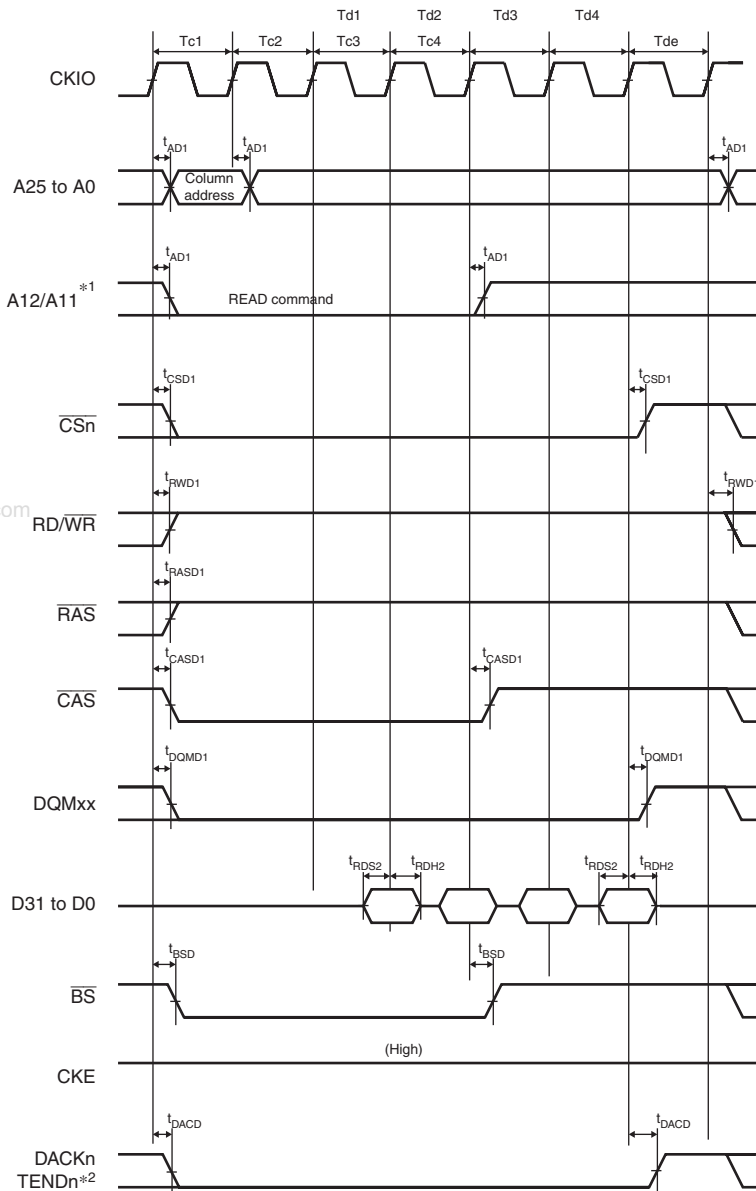 Td1 Td2 Td3 Td4
Tc1 Tc2 Tc3 Tc4 Tde
CKIO
tAD1 tAD1 tAD1
A25 to A0
Column
address
tAD1 tAD1
A12/A11*1
READ command
tCSD1 tCSD1
CSn
tRWD1 tRWD1
om
RD/WR
tRASD1
RAS
tCASD1 tCASD1
CAS
tDQMD1 tDQMD1
DQMxx
tRDS2 tRDH2 tRDS2 tRDH2
D31 to D0
tBSD tBSD
BS
(High)
CKE
tDACD tDACD
DACKn
TENDn*2